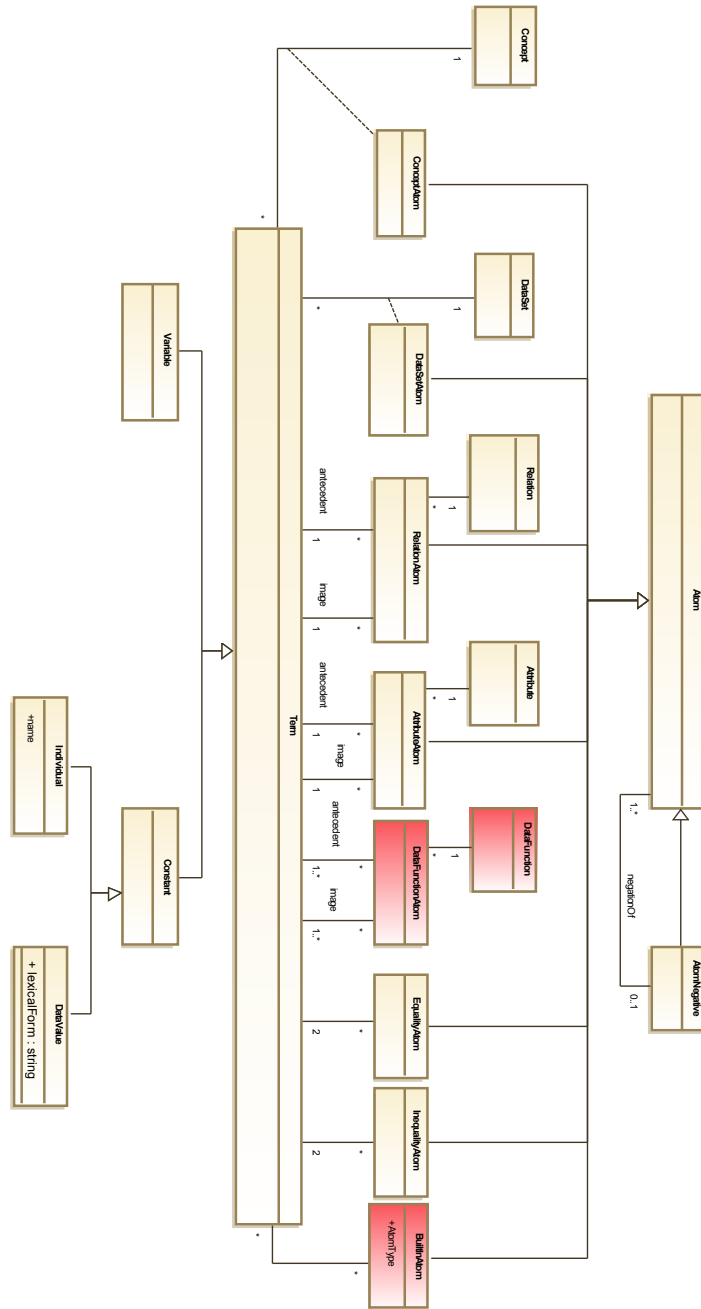 Atom
1..*
negationOf
0..1
AtomNegative
Concept
1
DataSet
1
Relation
1
*
Attribute
1
*
DataFunction
1
*
ConceptAtom
DataSetAtom
RelationAtom
AttributeAtom
DataFunctionAtom
EqualityAtom
InequalityAtom
BuiltInAtom
+AtomType
*
*
*
*
*
*
*
*
*
antecedent
image
antecedent
image
antecedent
image
*
*
1
1
1
1
1..*
1..*
2
2
*
Term
Variable
Constant
Individual
+name
DataValue
+ lexicalForm : string